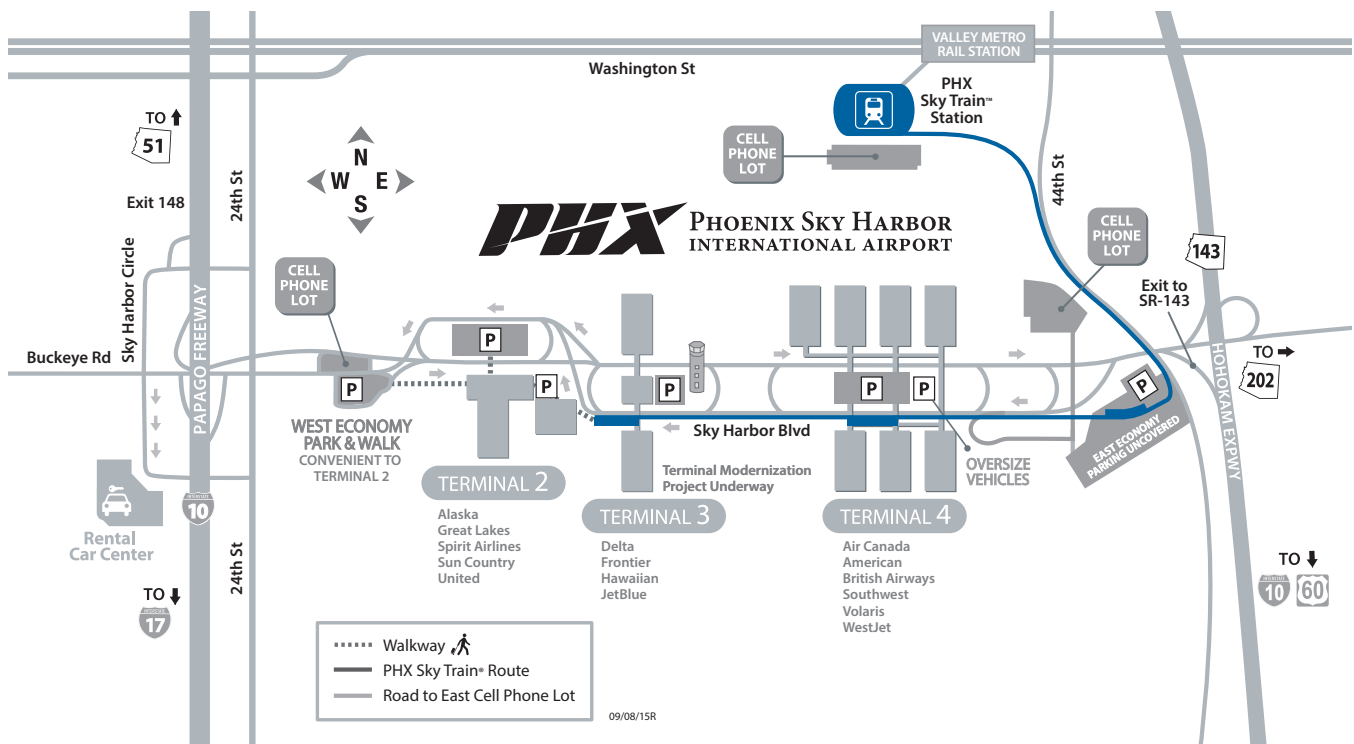 VALLEY METRO
RAIL STATION
Washington St
PHX
Sky Train™
Station
TO
51
CELL
PHONE
LOT
N
W E
S
24th St
44th St
Exit 148
PHX
PHOENIX SKY HARBOR
INTERNATIONAL AIRPORT
CELL
PHONE
LOT
143
Sky Harbor Circle
CELL
PHONE
LOT
Exit to
SR-143
PAPAGO FREEWAY
Buckeye Rd
P
TO
202
HOHOKAM EXPWY
P
P
P
P
P
P
WEST ECONOMY
PARK & WALK
CONVENIENT TO
TERMINAL 2
Sky Harbor Blvd
EAST ECONOMY
PARKING UNCOVERED
OVERSIZE
VEHICLES
Terminal Modernization
Project Underway
TERMINAL 2
Alaska
Great Lakes
Spirit Airlines
Sun Country
United
TERMINAL 3
Delta
Frontier
Hawaiian
JetBlue
TERMINAL 4
Air Canada
American
British Airways
Southwest
Volaris
WestJet
INTERSTATE
10
Rental
Car Center
24th St
TO
INTERSTATE
17
TO
INTERSTATE
10
60
Walkway
PHX Sky Train® Route
Road to East Cell Phone Lot
09/08/15R